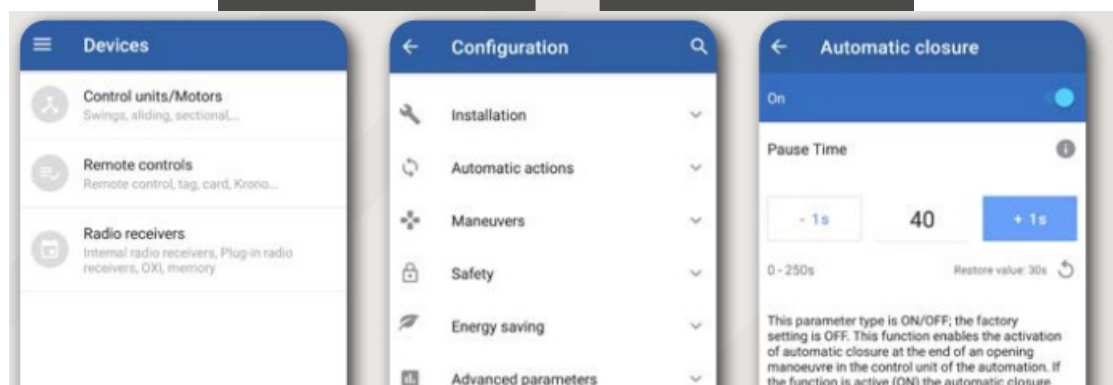 Devices
Control units/Motors
Swings, sliding, sectional,...
Remote controls
Remote control, tag, card, Krono...
Radio receivers
Internal radio receivers, Plug-in radio
receivers, OXI, memory
Configuration
Installation
Automatic actions
Maneuvers
Safety
Energy saving
Advanced parameters
Automatic closure
On
Pause Time
- 1s
40
+ 1s
0 - 250s
Restore value: 30s
This parameter type is ON/OFF; the factory
setting is OFF. This function enables the activation
of automatic closure at the end of an opening
manoeuvre in the control unit of the automation. If
the function is active (ON) the automatic closure